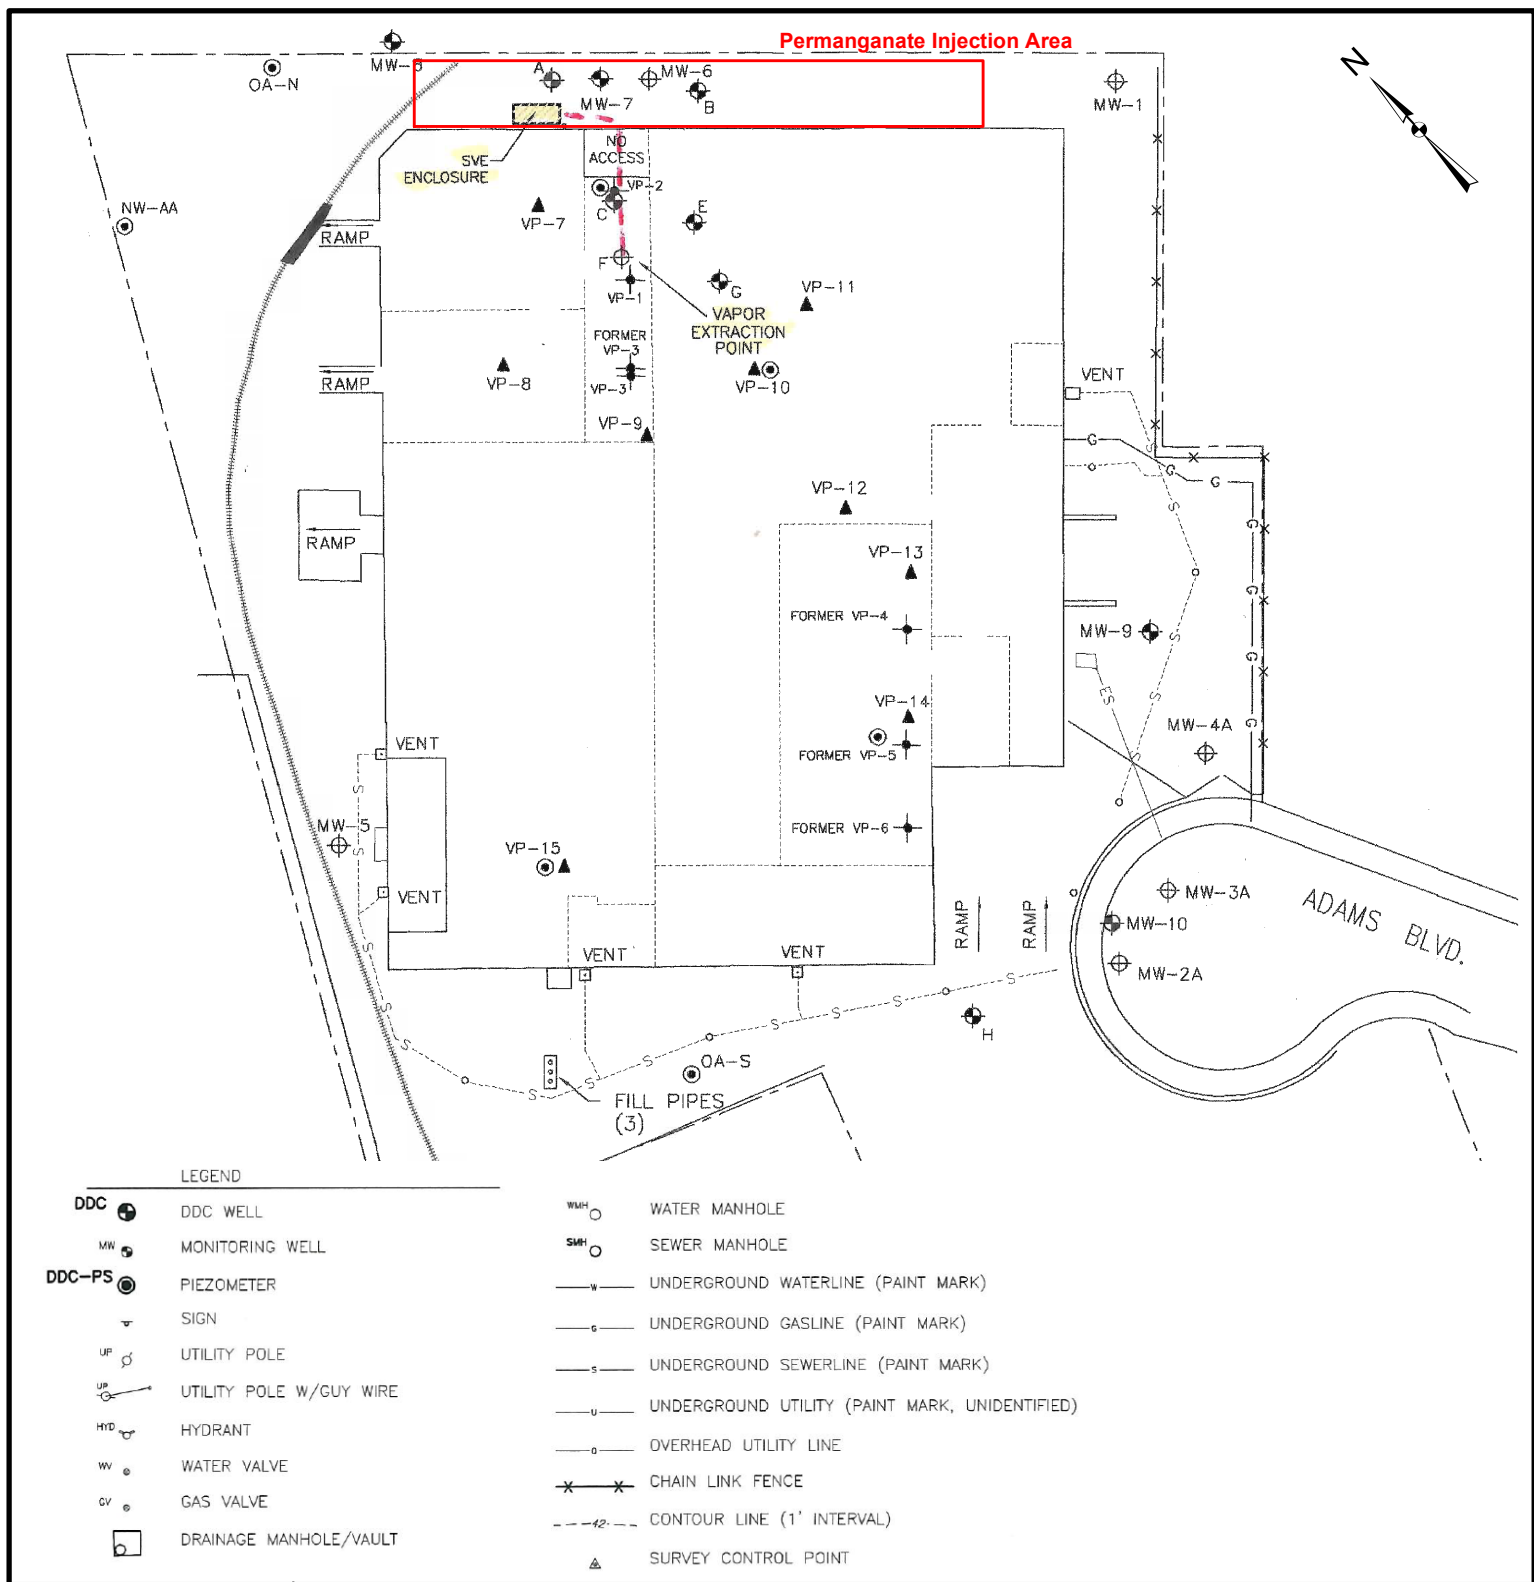 Permanganate Injection Area
N
MW-8
OA-N
A
MW-7
MW-6
B
MW-1
NO
ACCESS
SVE
ENCLOSURE
VP-2
C
E
VP-7
NW-AA
RAMP
F
VP-1
G
VP-11
VAPOR
EXTRACTION
POINT
FORMER
VP-3
VP-3
VP-8
VP-10
RAMP
VENT
VP-9
G
S
G
G
VP-12
S
G
RAMP
VP-13
G
FORMER VP-4
MW-9
S
G
ES
S
VP-14
G
MW-4A
VENT
FORMER VP-5
S
S
MW-5
S
FORMER VP-6
VP-15
VENT
MW-3A
ADAMS BLVD.
RAMP
RAMP
MW-10
VENT
VENT
MW-2A
S
S
S
S
S
H
S
S
S
S
OA-S
FILL PIPES
(3)
LEGEND
DDC DDC WELL
MW MONITORING WELL
DDC-PS PIEZOMETER
SIGN
UP UTILITY POLE
UP UTILITY POLE W/GUY WIRE
HYD HYDRANT
WV WATER VALVE
GV GAS VALVE
DRAINAGE MANHOLE/VAULT
WMH WATER MANHOLE
SMH SEWER MANHOLE
W UNDERGROUND WATERLINE (PAINT MARK)
G UNDERGROUND GASLINE (PAINT MARK)
S UNDERGROUND SEWERLINE (PAINT MARK)
U UNDERGROUND UTILITY (PAINT MARK, UNIDENTIFIED)
O OVERHEAD UTILITY LINE
X X CHAIN LINK FENCE
42 CONTOUR LINE (1' INTERVAL)
SURVEY CONTROL POINT